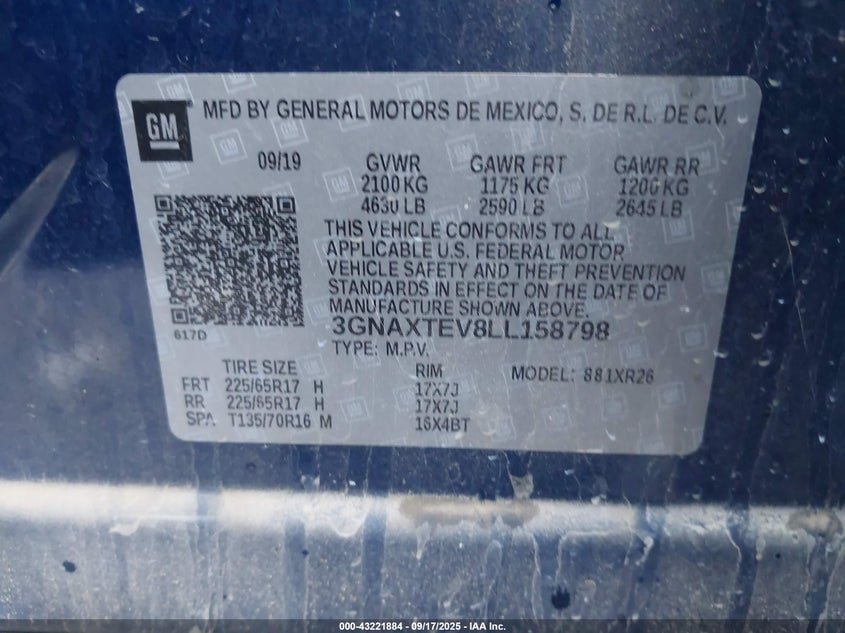 GM
MFD BY GENERAL MOTORS DE MEXICO, S. DE R.L. DE C.V.
09/19 GVWR GAWR FRT GAWR RR
2100 KG 1175 KG 1200 KG
4630 LB 2590 LB 2645 LB
THIS VEHICLE CONFORMS TO ALL
APPLICABLE U.S. FEDERAL MOTOR
VEHICLE SAFETY AND THEFT PREVENTION
STANDARDS IN EFFECT ON THE DATE OF
MANUFACTURE SHOWN ABOVE.
617D
3GNAXTEV8LL158798
TYPE: M.P.V.
TIRE SIZE RIM MODEL: 881XR26
FRT 225/65R17 H 17X7J
RR 225/65R17 H 17X7J
SPA T135/70R16 M 16X4BT
000-43221884 - 09/17/2025 - IAA Inc.